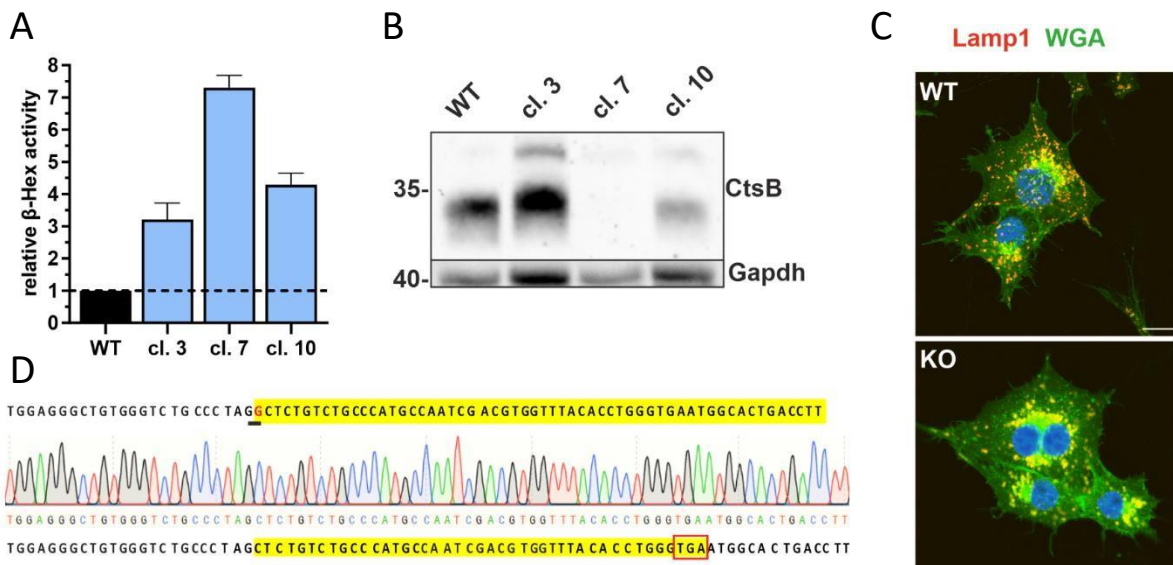 A
B
C
relative β-Hex activity
8
7
6
5
4
3
2
1
0
WT cl. 3 cl. 7 cl. 10
WT cl. 3 cl. 7 cl. 10
35-
CtsB
40-
Gapdh
Lamp1 WGA
WT
KO
D
TGGAGGGCTGTGGGTCTGCCCTAGGCTCTGTCTGCCCATGCCAATCGACGTGGTTTACACCTGGGTGAATGGCACTGACCTT
TGGAGGGCTGTGGGTCTGCCCTAGCTCTGTCTGCCCATGCCAATCGACGTGGTTTACACCTGGGTGAATGGCACTGACCTT
TGGAGGGCTGTGGGTCTGCCCTAGCTCTGTCTGCCCATGCCAATCGACGTGGTTTACACCTGGGTGAATGGCACTGACCTT